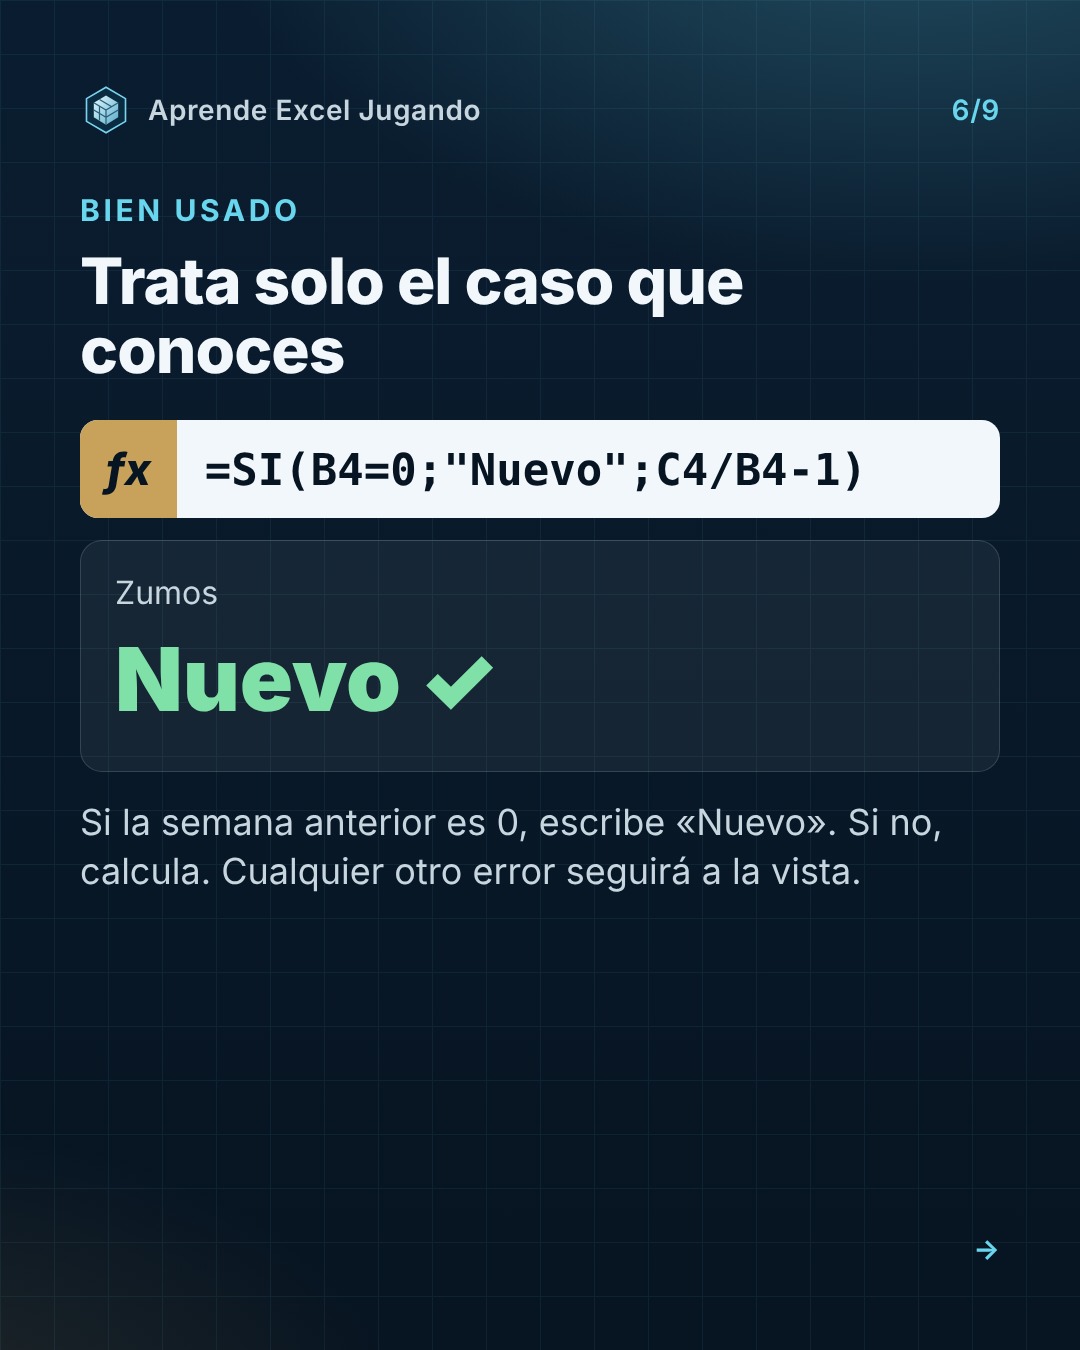 Aprende Excel Jugando
6/9
BIEN USADO
Trata solo el caso que
conoces
fx =SI(B4=0;"Nuevo";C4/B4-1)
Zumos
Nuevo ✓
Si la semana anterior es 0, escribe «Nuevo». Si no,
calcula. Cualquier otro error seguirá a la vista.
→